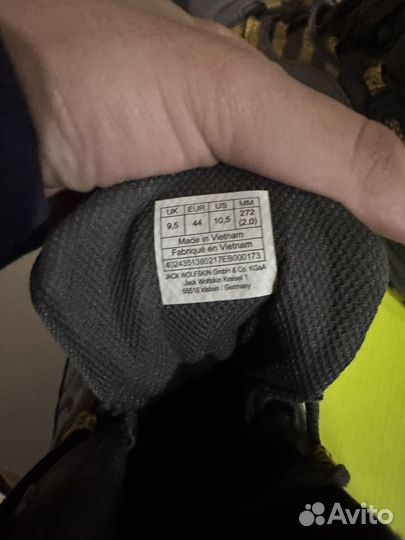 UK EUR US MM
9,5 44 10,5 272 (2.0)
Made in Vietnam
Fabriqué en Vietnam
4024351380217EB000173
JACK WOLFSKIN GmbH & Co. KGaA
Jack Wolfskin Kreisel 1
65510 Idstein / Germany
Avito